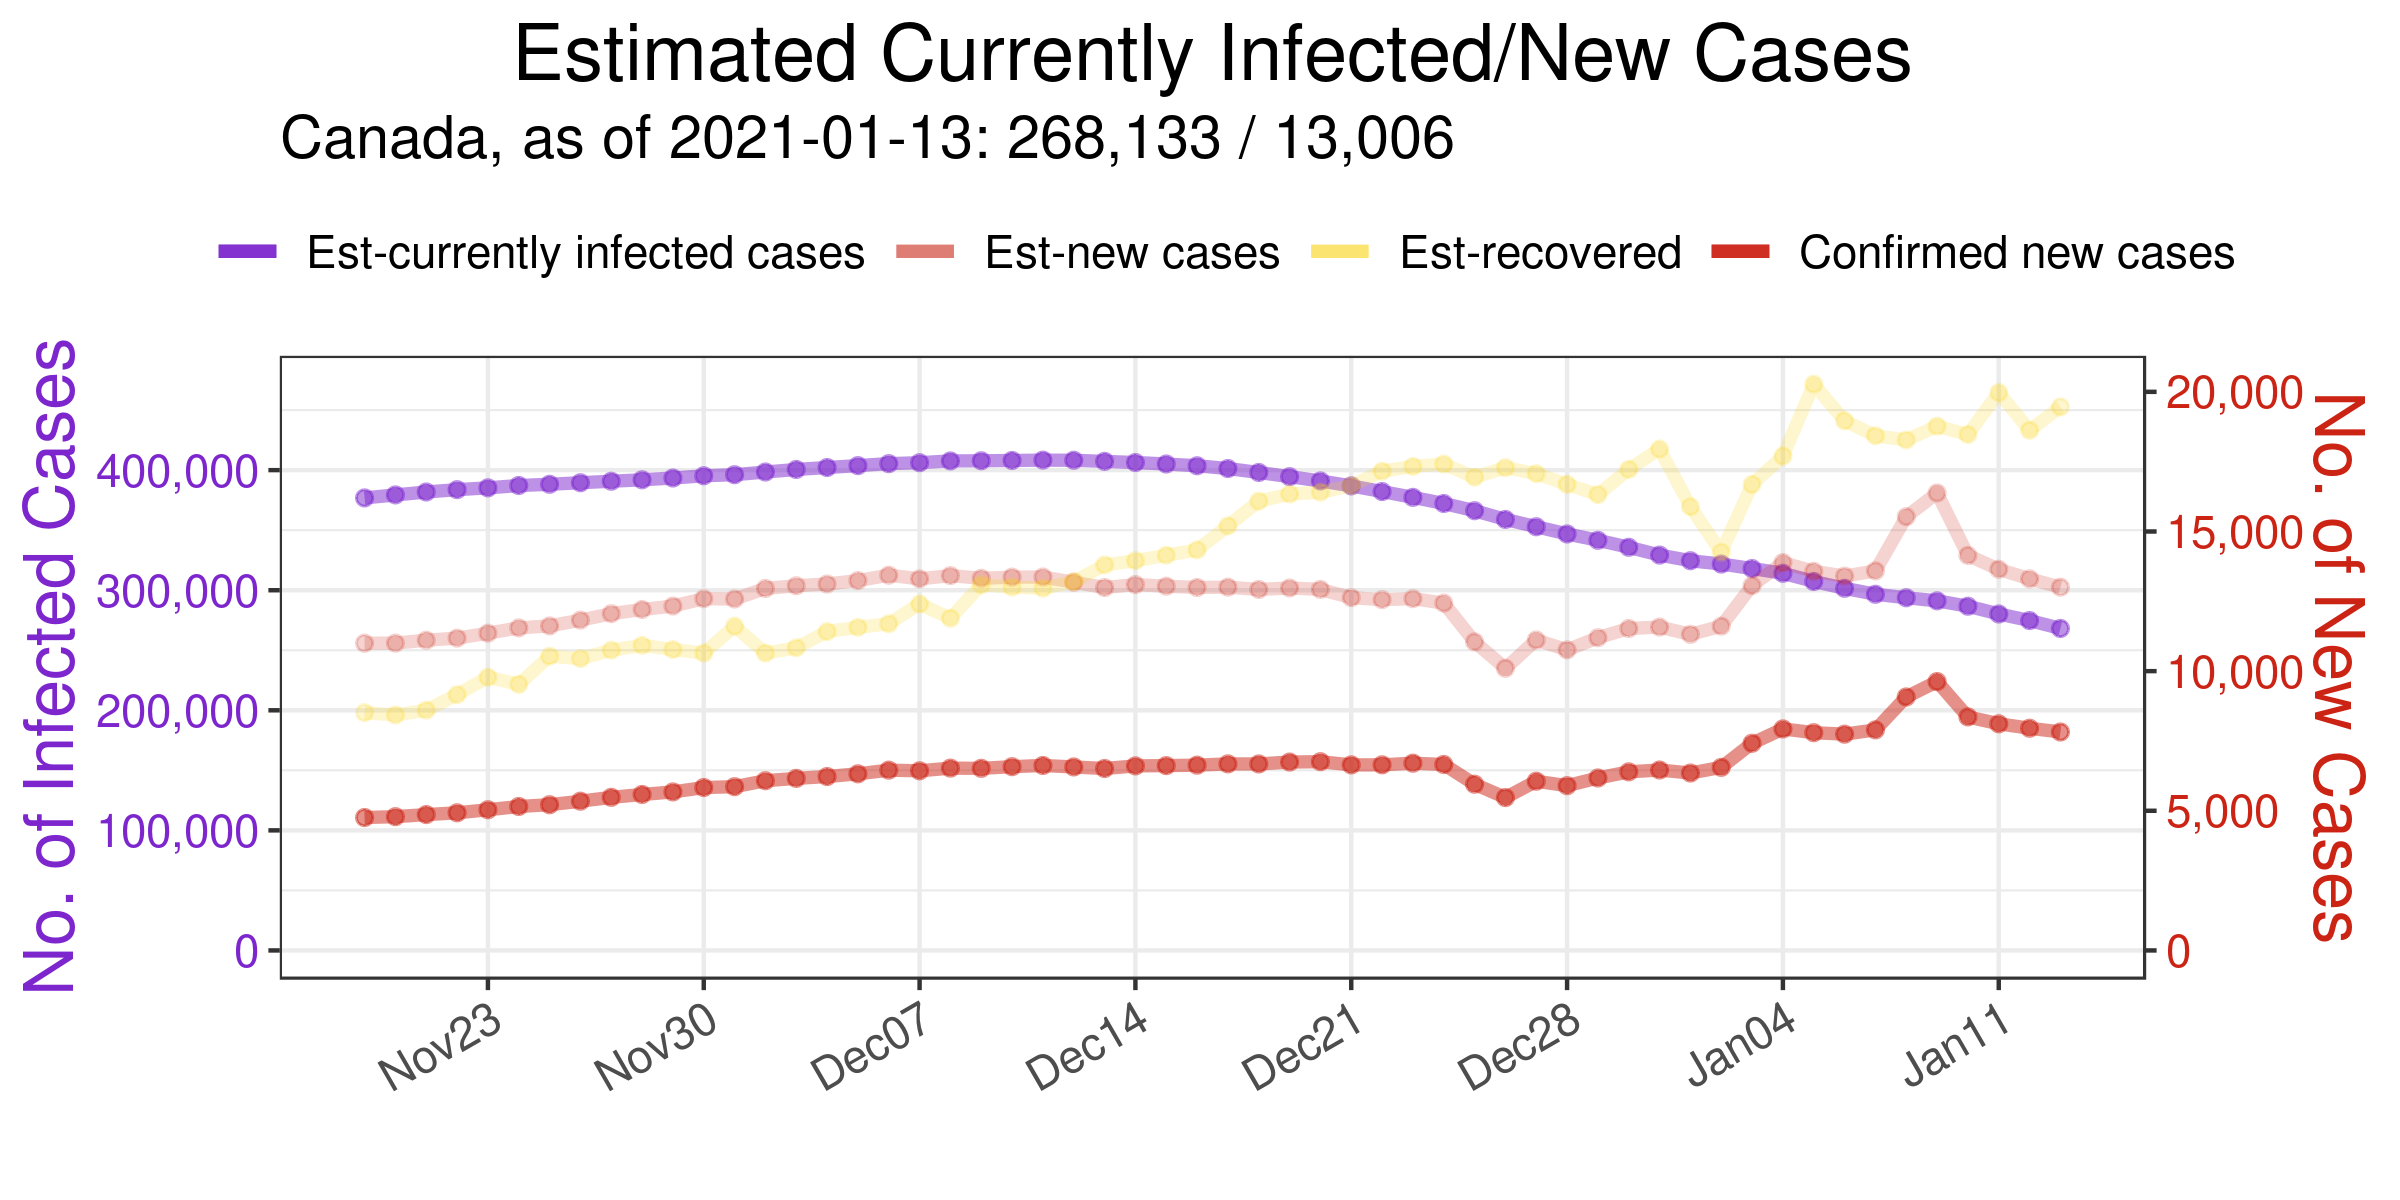 Estimated Currently Infected/New Cases
Canada, as of 2021-01-13: 268,133 / 13,006
Est-currently infected cases Est-new cases Est-recovered Confirmed new cases
No. of Infected Cases
400,000
300,000
200,000
100,000
0
20,000
15,000
10,000
5,000
0
No. of New Cases
Nov23 Nov30 Dec07 Dec14 Dec21 Dec28 Jan04 Jan11